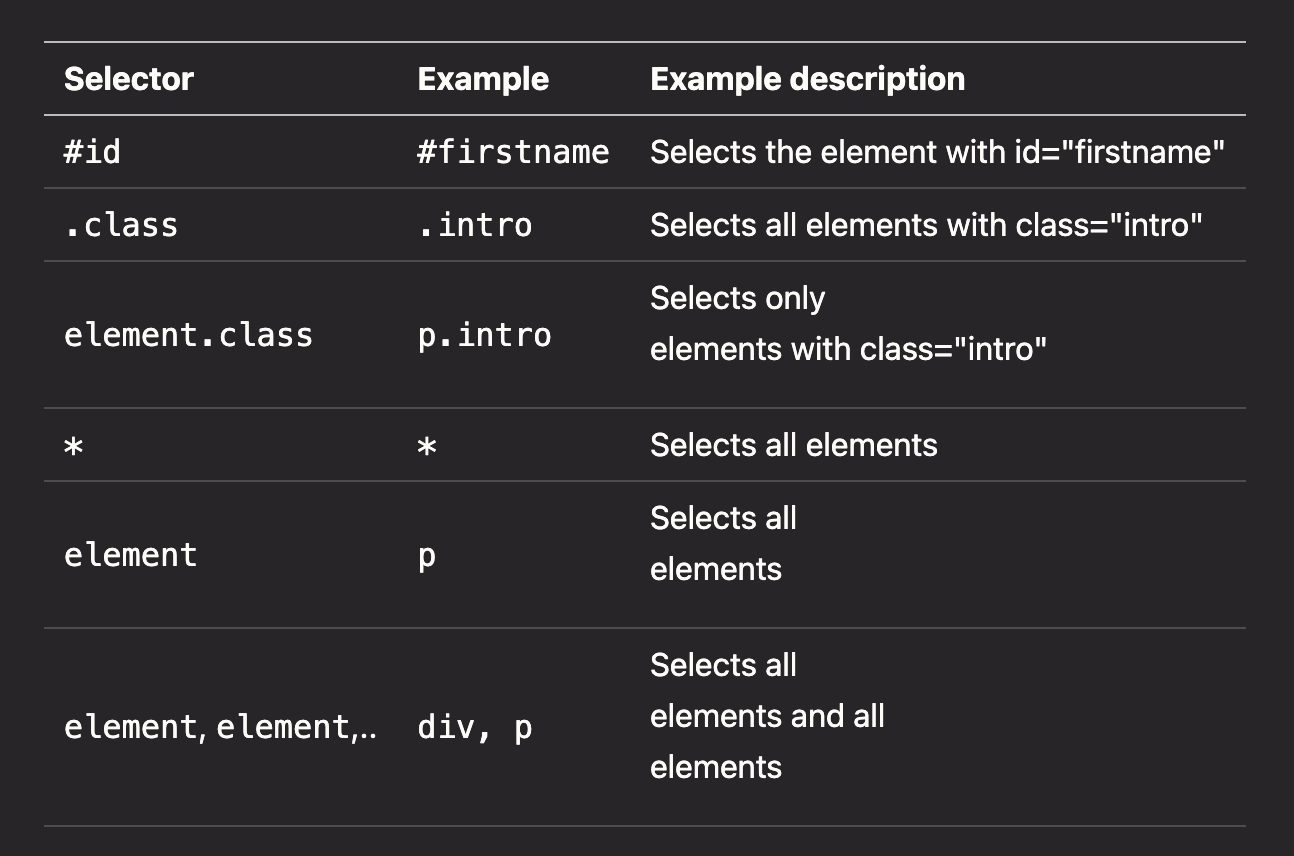 Selector Example Example description
#id #firstname Selects the element with id="firstname"
.class .intro Selects all elements with class="intro"
element.class p.intro Selects only
elements with class="intro"
* * Selects all elements
element p Selects all
elements
element, element,.. div, p Selects all
elements and all
elements